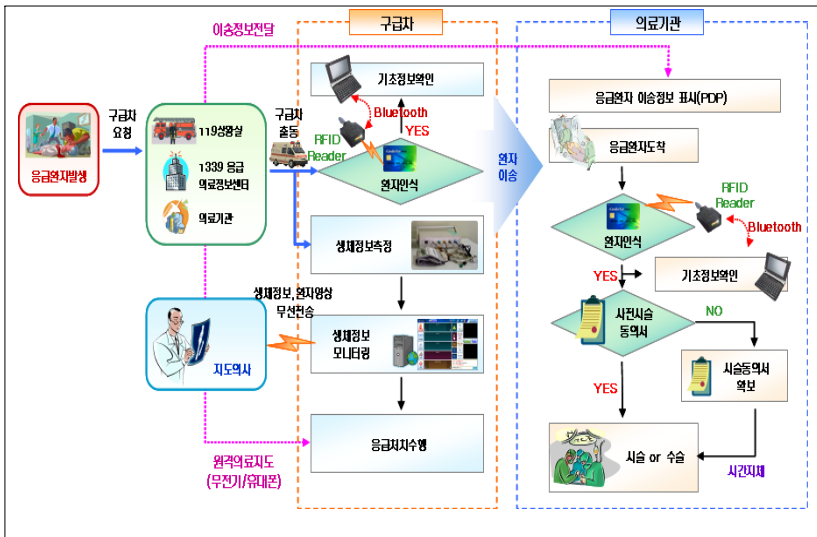 이송정보전달
구급차
의료기관
기초정보확인
Bluetooth
YES
RFID
Reader
환자인식
구급차
요청
응급환자발생
119상황실
1339 응급
의료정보센터
의료기관
구급차
출동
환자
이송
응급환자 이송정보 표시(PDP)
응급환자도착
RFID
Reader
Bluetooth
환자인식
YES
기초정보확인
생체정보측정
생체정보,환자영상
무선전송
지도의사
생체정보
모니터링
사전시술
동의서
NO
시술동의서
확보
YES
응급처치수행
시술 or 수술
시간지체
원격의료지도
(무전기/휴대폰)